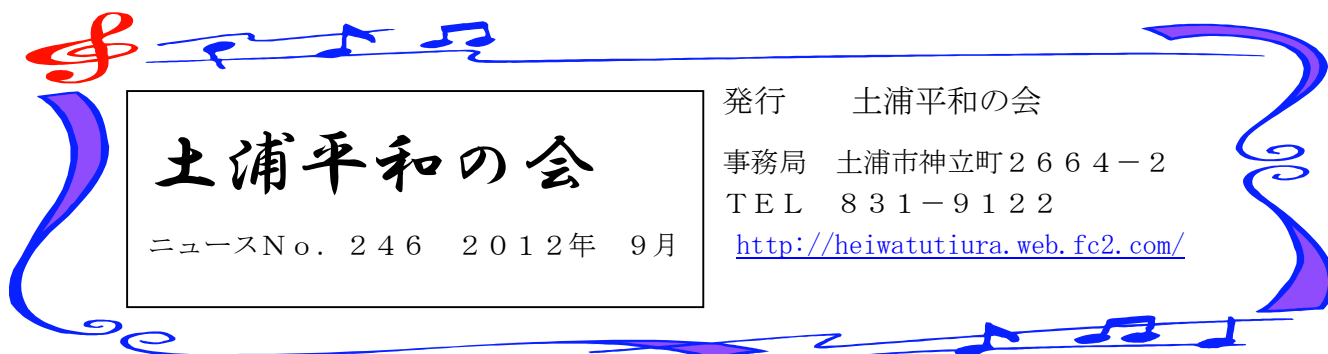 土浦平和の会
ニュースNo．246　2012年　9月
発行　　土浦平和の会
事務局　土浦市神立町2664－2
TEL　831－9122
http://heiwatutiura.web.fc2.com/